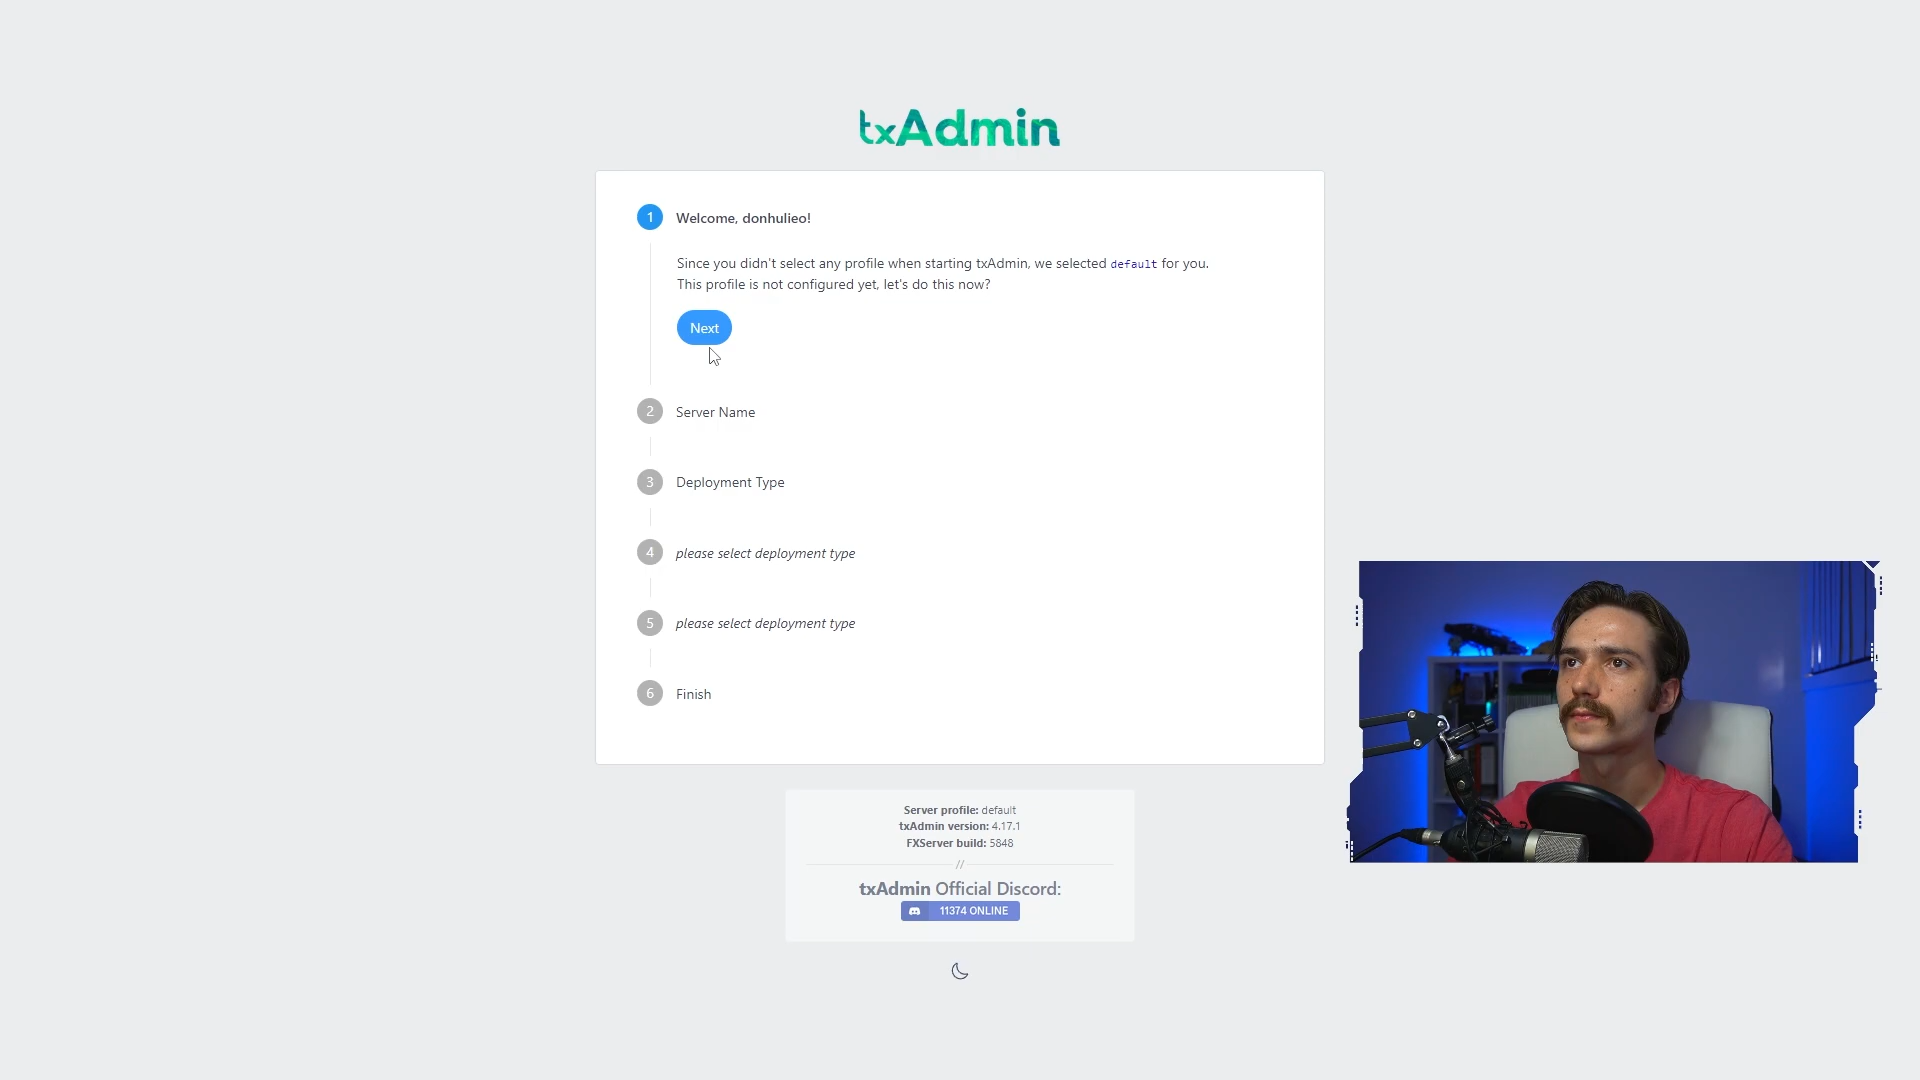 txAdmin
1 Welcome, donhulieo!
Since you didn't select any profile when starting txAdmin, we selected default for you.
This profile is not configured yet, let's do this now?
Next
2 Server Name
3 Deployment Type
4 please select deployment type
5 please select deployment type
6 Finish
Server profile: default
txAdmin version: 4.17.1
FXServer build: 5848
//
txAdmin Official Discord:
11374 ONLINE